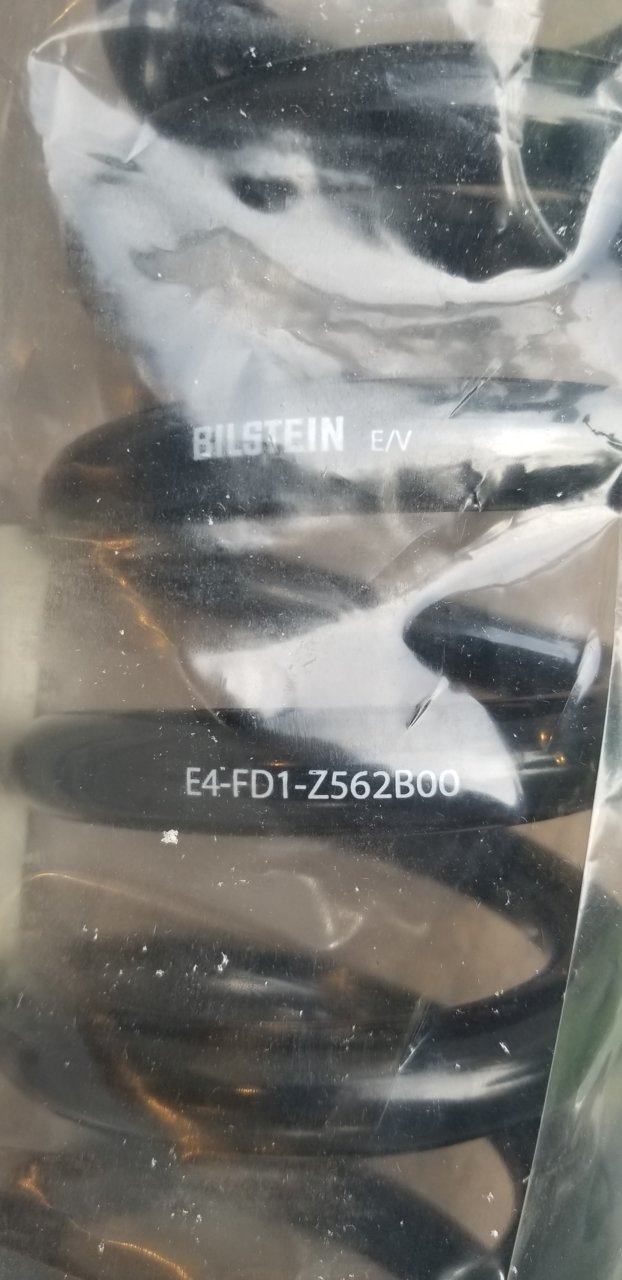 BILSTEIN E/V
E4-FD1-Z562B00